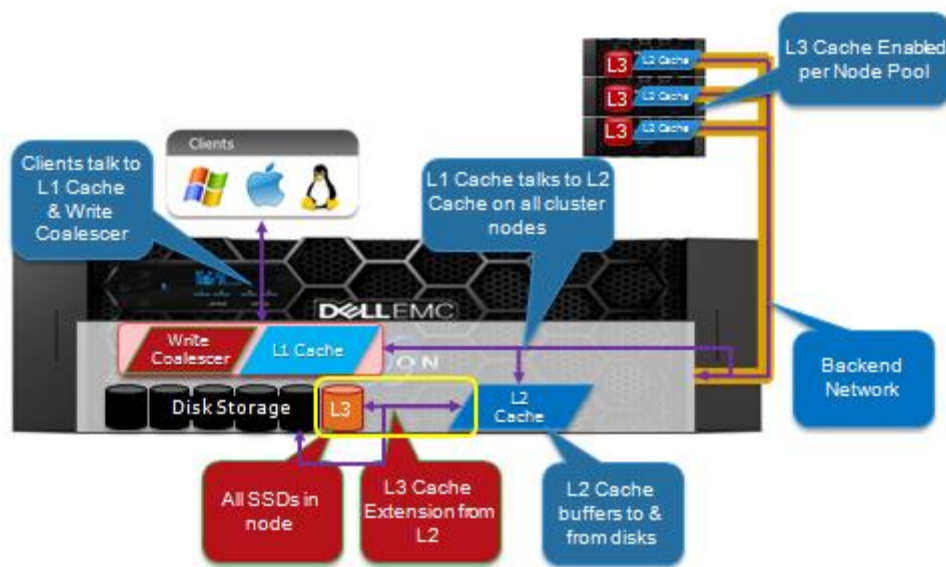 L3
L2 Cache
L3
L2 Cache
L3
L2 Cache
L3 Cache Enabled
per Node Pool
Clients
Clients talk to
L1 Cache
& Write
Coalescer
L1 Cache talks to L2
Cache on all cluster
nodes
DELLEMC
ON
Write
Coalescer
L1 Cache
Backend
Network
Disk Storage
L3
L2
Cache
All SSDs in
node
L3 Cache
Extension from
L2
L2 Cache
buffers to &
from disks